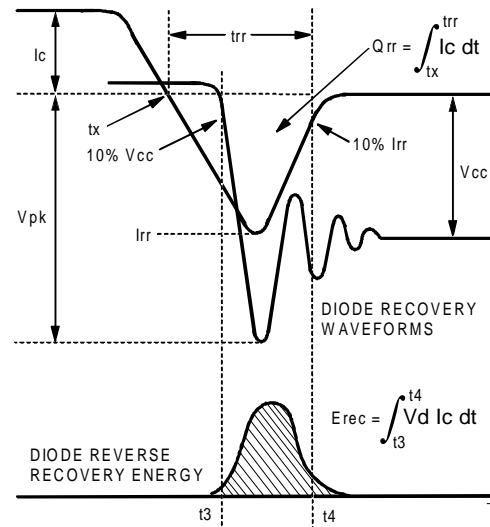 trr
Ic
Qrr = ∫ Ic dt
trr
tx
tx
10% Vcc
10% Irr
Vcc
Vpk
Irr
DIODE RECOVERY
WAVEFORMS
Erec = ∫ Vd Ic dt
t4
t3
DIODE REVERSE
RECOVERY ENERGY
t3
t4